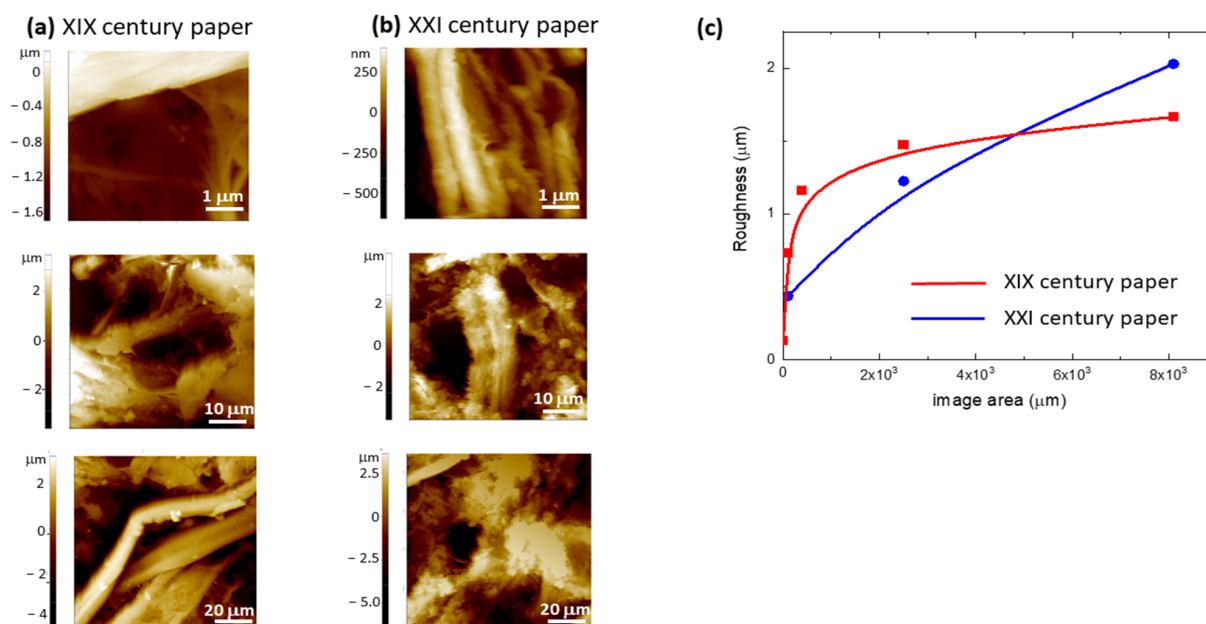 (a) XIX century paper
μm
0
− 0.4
− 0.8
− 1.2
− 1.6
1 μm
μm
2
0
− 2
10 μm
μm
2
0
− 2
− 4
20 μm
(b) XXI century paper
nm
250
0
− 250
− 500
1 μm
μm
2
0
− 2
10 μm
μm
2.5
0
− 2.5
− 5.0
20 μm
(c)
Roughness (μm)
2
1
0
XIX century paper
XXI century paper
0 2x10³ 4x10³ 6x10³ 8x10³
image area (μm)